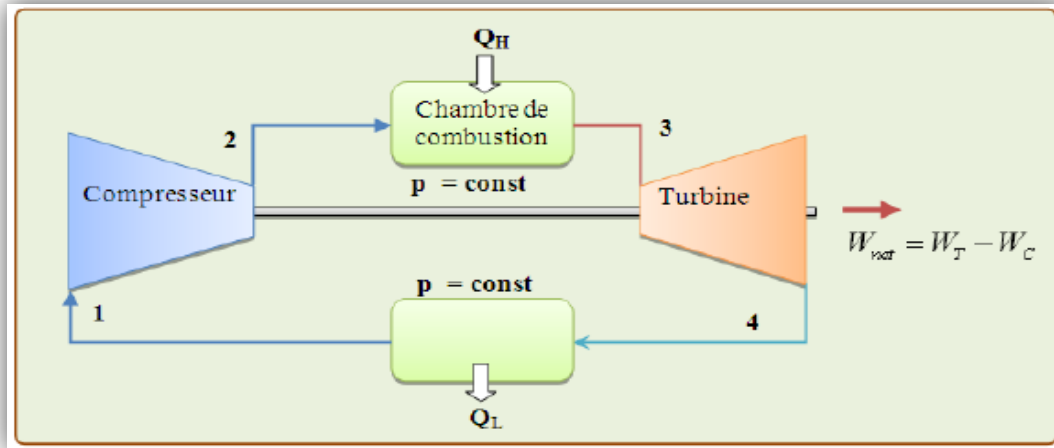 Q_H
Chambre de
combustion
2
3
p = const
Compresseur
Turbine
W_net = W_T − W_C
p = const
1
4
Q_L